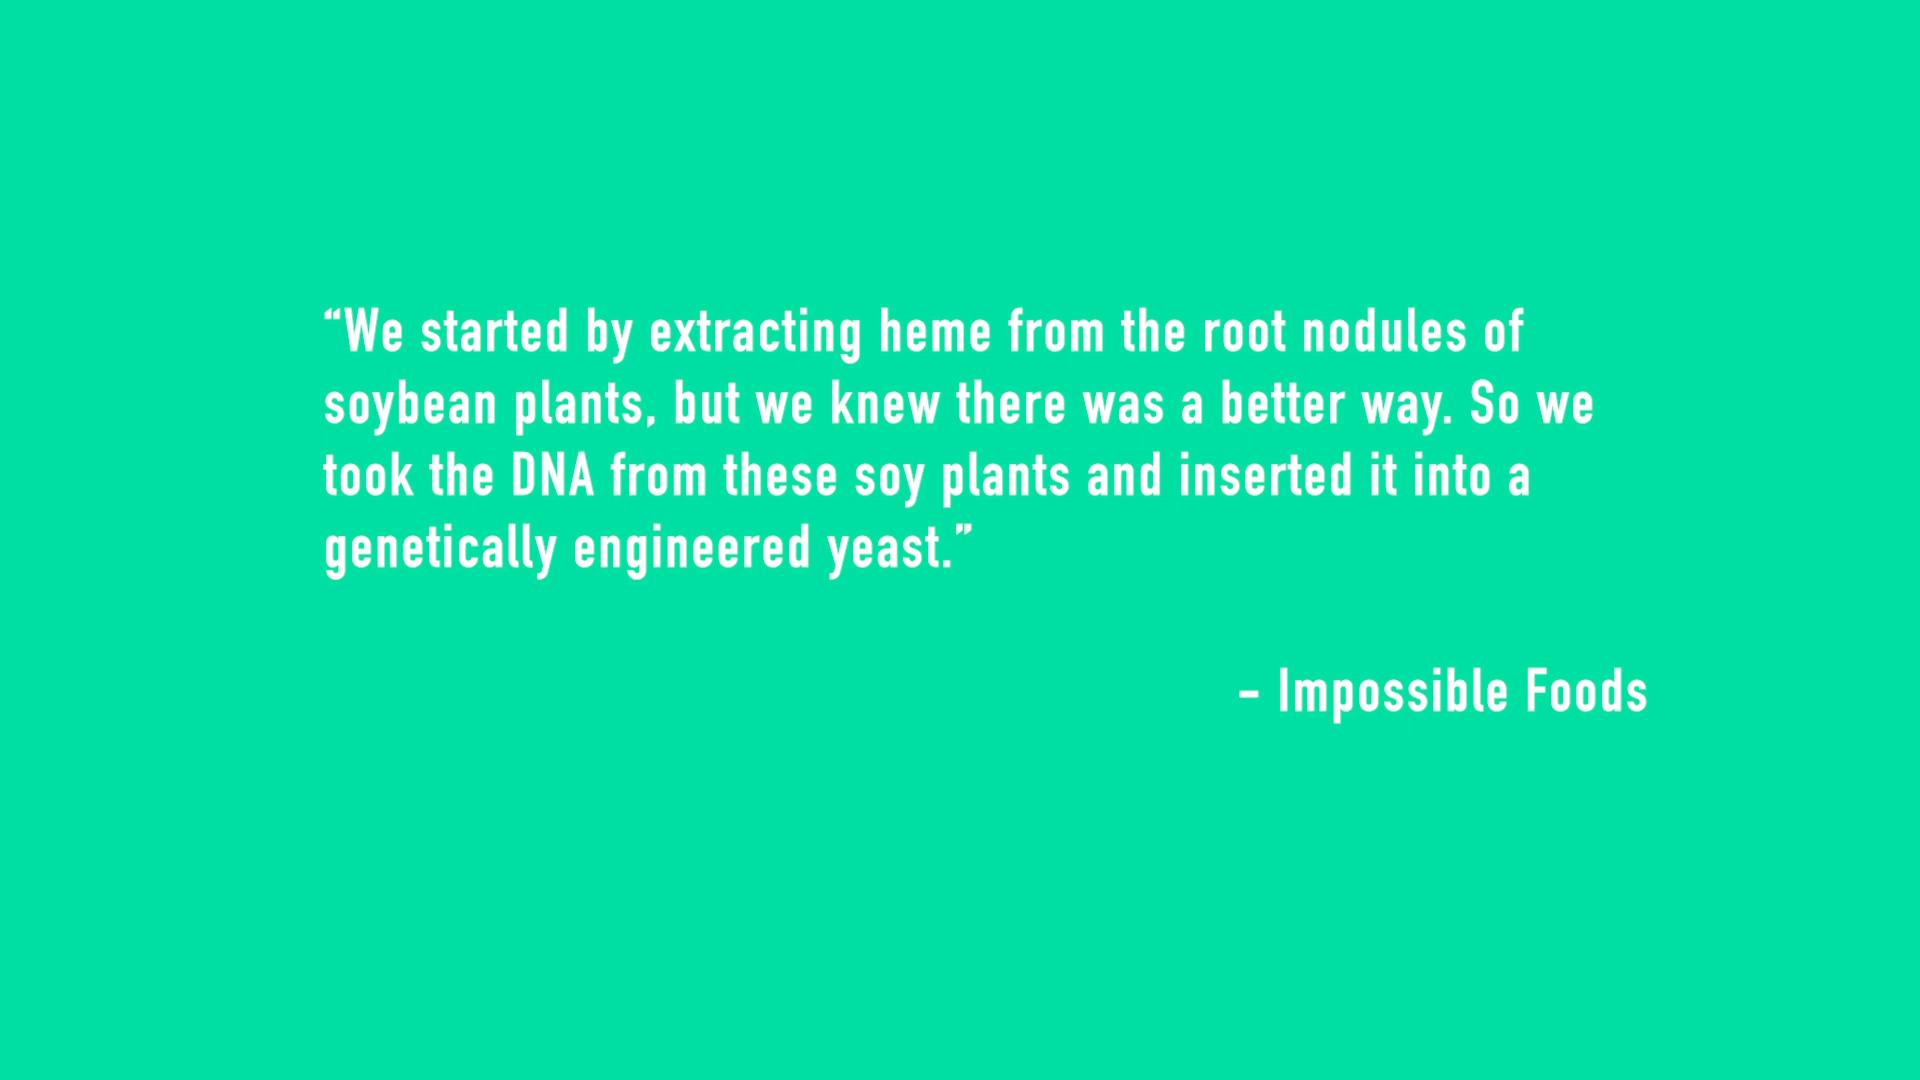 “We started by extracting heme from the root nodules of
soybean plants, but we knew there was a better way. So we
took the DNA from these soy plants and inserted it into a
genetically engineered yeast.”
– Impossible Foods